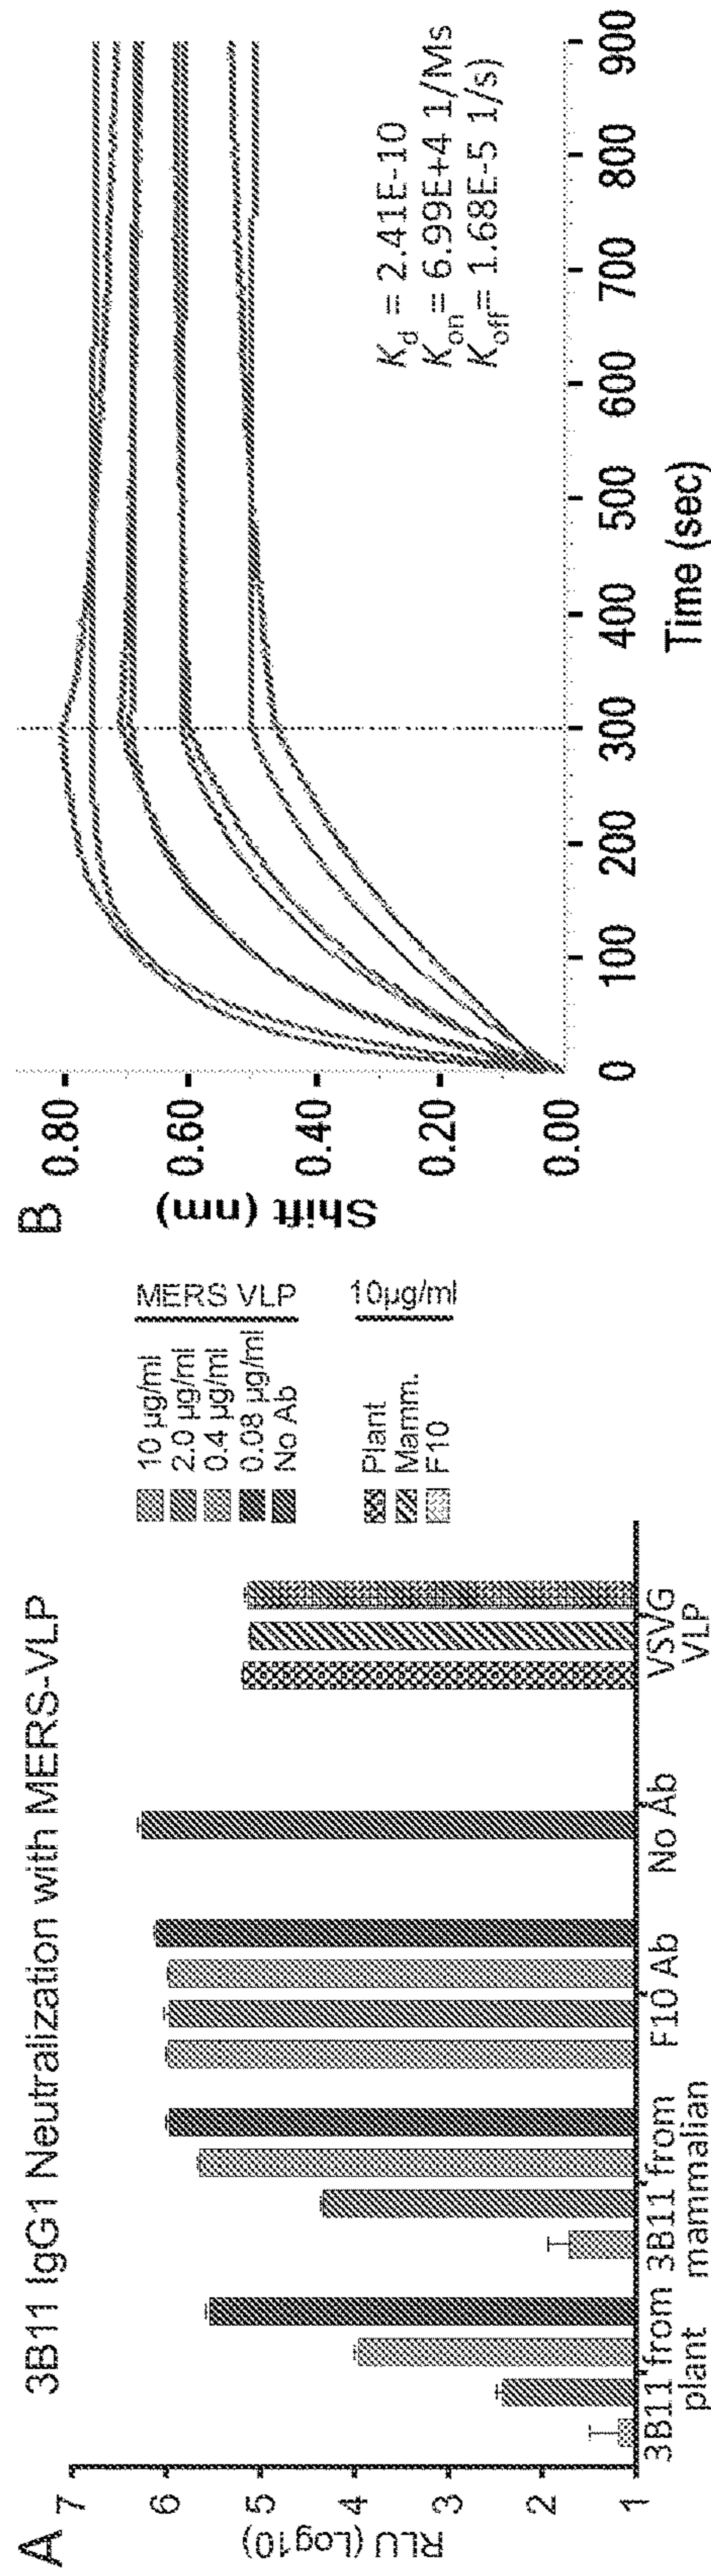 A
3B11 IgG1 Neutralization with MERS-VLP
RLU (Log10)
7
6
5
4
3
2
1
3B11 from
plant
3B11 from
mammalian
F10 Ab
No Ab
VSVG
VLP
10 µg/ml
2.0 µg/ml
0.4 µg/ml
0.08 µg/ml
No Ab
MERS VLP
Plant
Mamm.
F10
10µg/ml
B
Shift (nm)
0.80
0.60
0.40
0.20
0.00
0
100
200
300
400
500
600
700
800
900
Time (sec)
Kd = 2.41E-10
Kon = 6.99E+4 1/Ms
Koff = 1.68E-5 1/s)